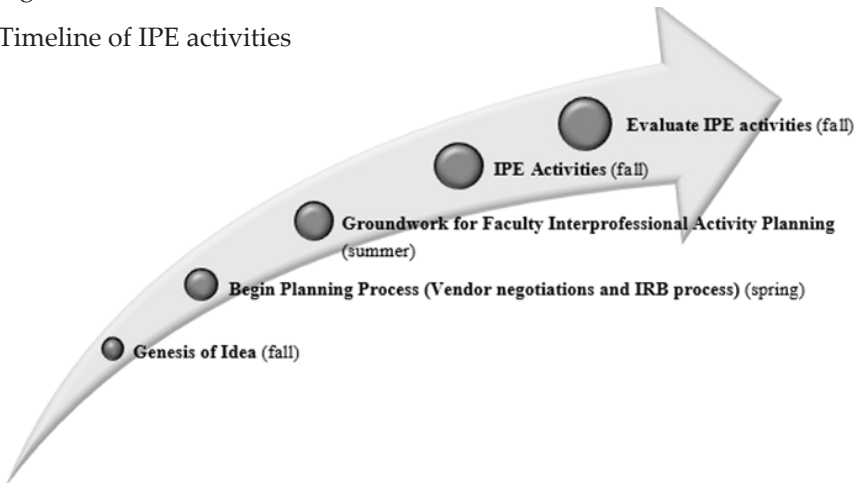 Timeline of IPE activities
Evaluate IPE activities (fall)
IPE Activities (fall)
Groundwork for Faculty Interprofessional Activity Planning
(summer)
Begin Planning Process (Vendor negotiations and IRB process) (spring)
Genesis of Idea (fall)